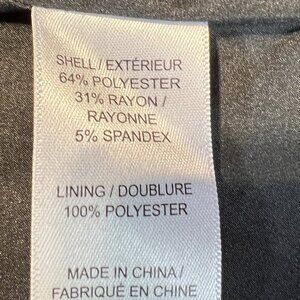 SHELL / EXTÉRIEUR
64% POLYESTER
31% RAYON /
RAYONNE
5% SPANDEX
LINING / DOUBLURE
100% POLYESTER
MADE IN CHINA /
FABRIQUÉ EN CHINE